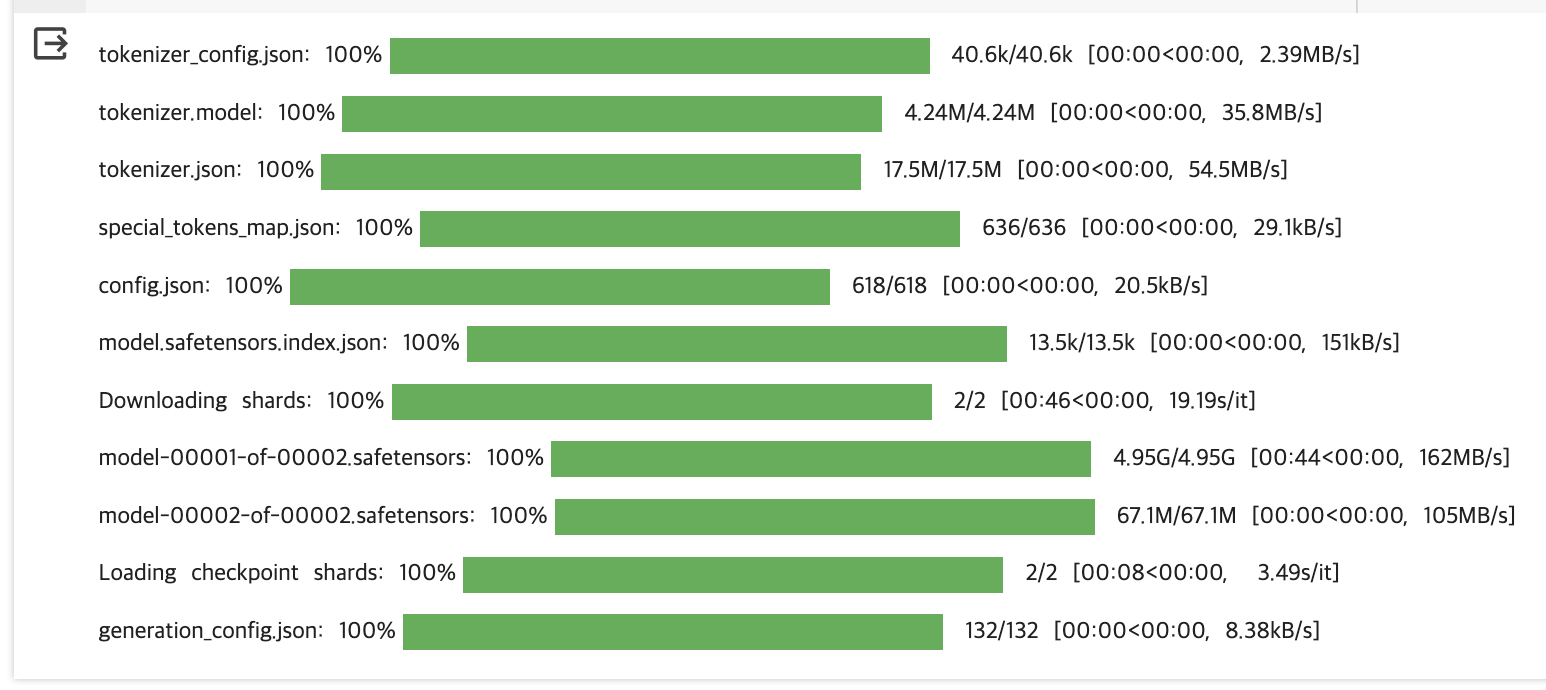 tokenizer_config.json: 100% 40.6k/40.6k [00:00<00:00, 2.39MB/s]
tokenizer.model: 100% 4.24M/4.24M [00:00<00:00, 35.8MB/s]
tokenizer.json: 100% 17.5M/17.5M [00:00<00:00, 54.5MB/s]
special_tokens_map.json: 100% 636/636 [00:00<00:00, 29.1kB/s]
config.json: 100% 618/618 [00:00<00:00, 20.5kB/s]
model.safetensors.index.json: 100% 13.5k/13.5k [00:00<00:00, 151kB/s]
Downloading shards: 100% 2/2 [00:46<00:00, 19.19s/it]
model-00001-of-00002.safetensors: 100% 4.95G/4.95G [00:44<00:00, 162MB/s]
model-00002-of-00002.safetensors: 100% 67.1M/67.1M [00:00<00:00, 105MB/s]
Loading checkpoint shards: 100% 2/2 [00:08<00:00, 3.49s/it]
generation_config.json: 100% 132/132 [00:00<00:00, 8.38kB/s]